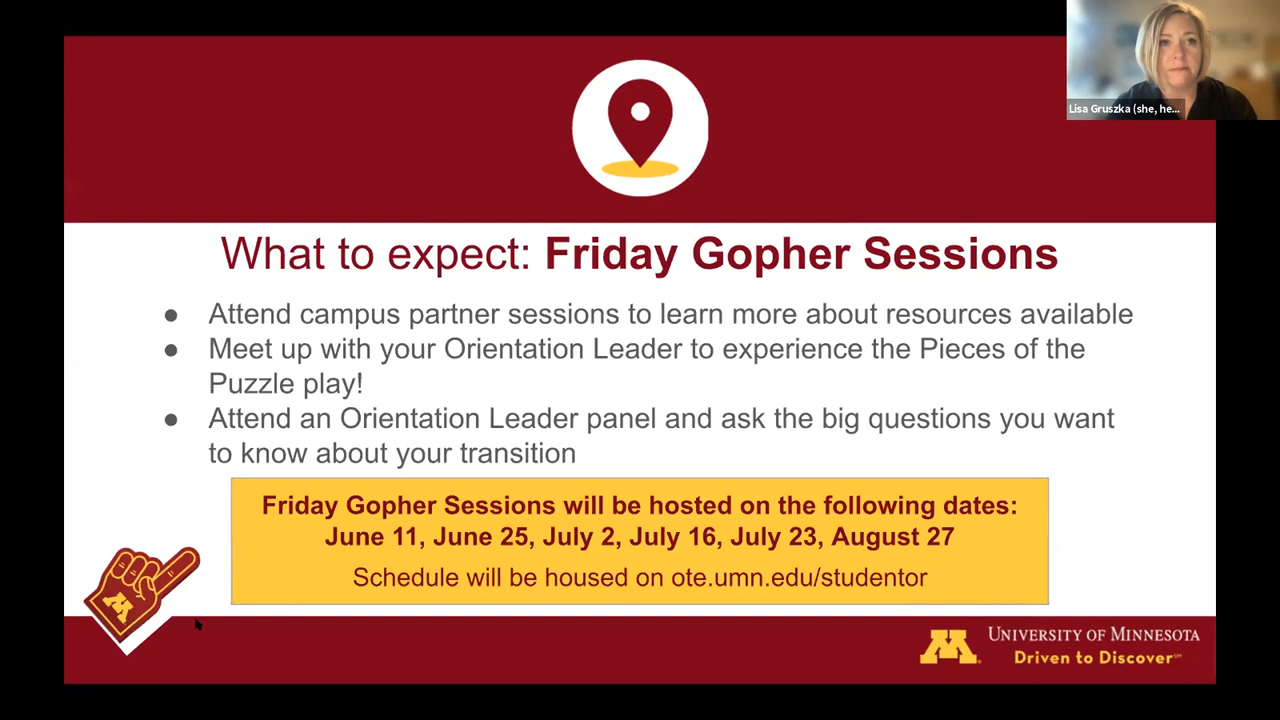 Lisa Gruszka (she, he...
What to expect: Friday Gopher Sessions
● Attend campus partner sessions to learn more about resources available
● Meet up with your Orientation Leader to experience the Pieces of the
Puzzle play!
● Attend an Orientation Leader panel and ask the big questions you want
to know about your transition
Friday Gopher Sessions will be hosted on the following dates:
June 11, June 25, July 2, July 16, July 23, August 27
Schedule will be housed on ote.umn.edu/studentor
M
M
UNIVERSITY OF MINNESOTA
Driven to Discover℠